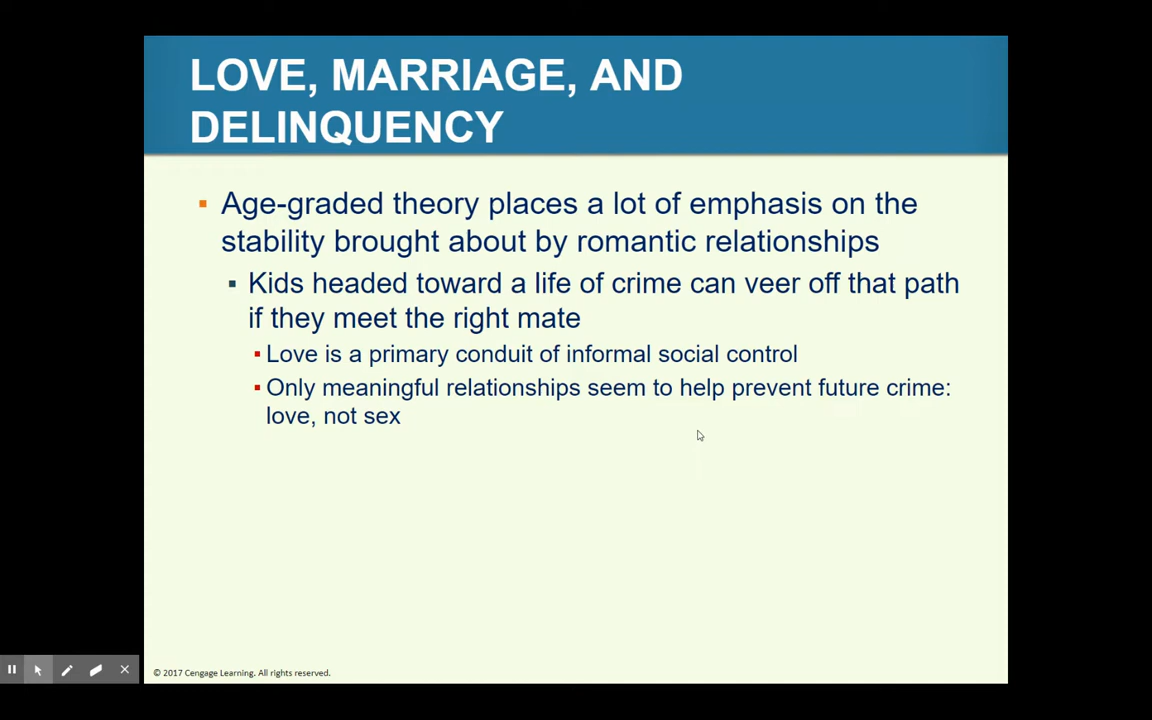 LOVE, MARRIAGE, AND
DELINQUENCY
Age-graded theory places a lot of emphasis on the
stability brought about by romantic relationships
Kids headed toward a life of crime can veer off that path
if they meet the right mate
Love is a primary conduit of informal social control
Only meaningful relationships seem to help prevent future crime:
love, not sex
© 2017 Cengage Learning. All rights reserved.